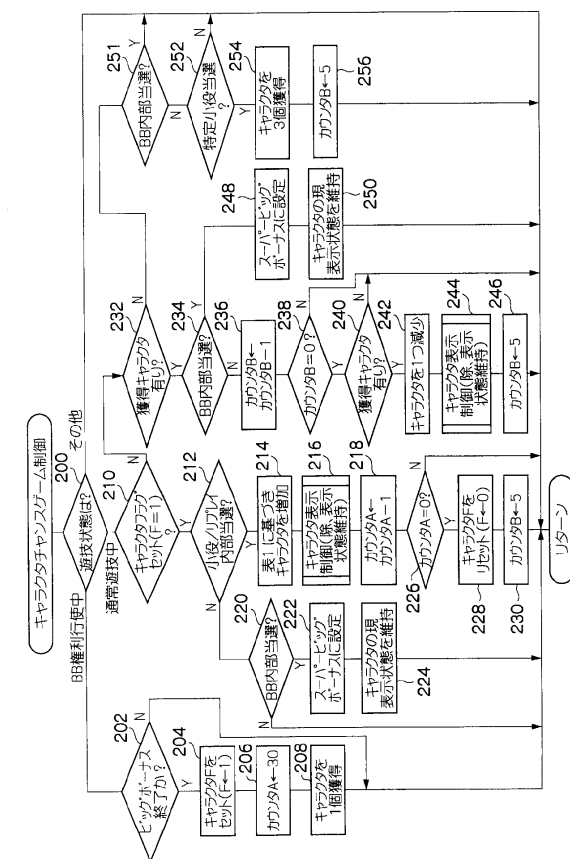 キャラクタチャンスゲーム制御
200
遊技状態は?
その他
BB権利行使中
通常遊技中
202
ビッグボーナス
終了か?
N
Y
204
キャラクタFを
セット(F←1)
206
カウンタA←30
208
キャラクタを
1個獲得
210
キャラクタフラグ
セット(F=1)
?
N
Y
212
小役/リプレイ
内部当選?
N
Y
214
表1に基づき
キャラクタを増加
216
キャラクタ表示
制御(除、表示
状態維持)
218
カウンタA←
カウンタA-1
カウンタA=0?
226
N
Y
228
キャラクタFを
リセット(F←0)
カウンタB←5
230
220
BB内部当選?
N
Y
222
スーパービッグ
ボーナスに設定
キャラクタの現
表示状態を維持
224
232
獲得キャラクタ
有り?
N
Y
234
BB内部当選?
Y
N
236
カウンタB←
カウンタB-1
238
カウンタB=0?
N
Y
240
獲得キャラクタ
有り?
N
Y
242
キャラクタを1つ減少
244
キャラクタ表示
制御(除、表示
状態維持)
カウンタB←5
246
248
スーパービッグ
ボーナスに設定
キャラクタの現
表示状態を維持
250
251
BB内部当選?
Y
N
252
特定小役当選
?
N
Y
254
キャラクタを
3個獲得
カウンタB←5
256
リターン